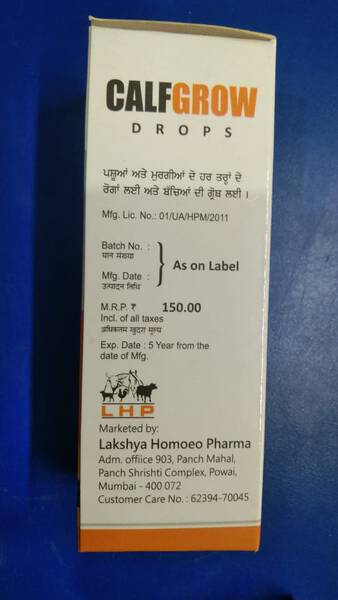 CALFGROW
DROPS
ਪਸ਼ੂਆਂ ਅਤੇ ਮੁਰਗੀਆਂ ਦੇ ਹਰ ਤਰ੍ਹਾਂ ਦੇ
ਰੋਗਾਂ ਲਈ ਅਤੇ ਬੱਚਿਆਂ ਦੀ ਗ੍ਰੋਥ ਲਈ ।
Mfg. Lic. No.: 01/UA/HPM/2011
Batch No. :
घान संख्या
As on Label
Mfg. Date :
उत्पादन तिथि
M.R.P. ₹ 150.00
Incl. of all taxes
अधिकतम खुदरा मुल्य
Exp. Date : 5 Year from the
date of Mfg.
LHP
Marketed by:
Lakshya Homoeo Pharma
Adm. offiice 903, Panch Mahal,
Panch Shrishti Complex, Powai,
Mumbai - 400 072
Customer Care No. : 62394-70045